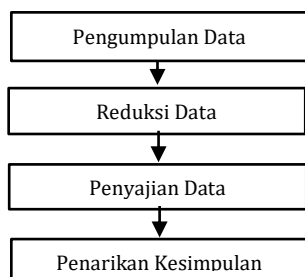 Pengumpulan Data
Reduksi Data
Penyajian Data
Penarikan Kesimpulan